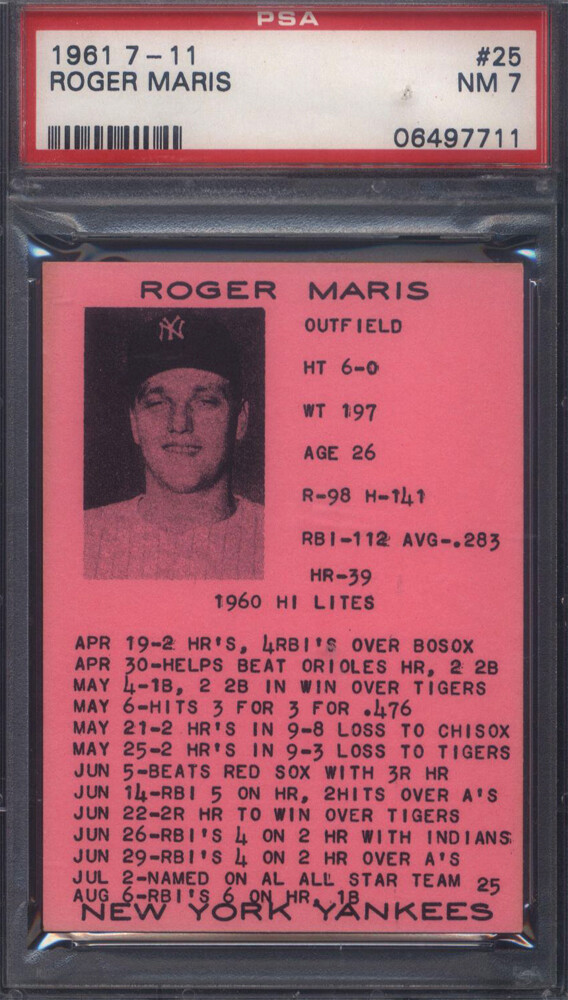 PSA
1961 7-11 #25
ROGER MARIS NM 7
06497711
ROGER MARIS
NY
OUTFIELD
HT 6-0
WT 197
AGE 26
R-98 H-141
RBI-112 AVG-.283
HR-39
1960 HI LITES
APR 19-2 HR'S, 4RBI'S OVER BOSOX
APR 30-HELPS BEAT ORIOLES HR, 2 2B
MAY 4-1B, 2 2B IN WIN OVER TIGERS
MAY 6-HITS 3 FOR 3 FOR .476
MAY 21-2 HR'S IN 9-8 LOSS TO CHISOX
MAY 25-2 HR'S IN 9-3 LOSS TO TIGERS
JUN 5-BEATS RED SOX WITH 3R HR
JUN 14-RBI 5 ON HR, 2HITS OVER A'S
JUN 22-2R HR TO WIN OVER TIGERS
JUN 26-RBI'S 4 ON 2 HR WITH INDIANS
JUN 29-RBI'S 4 ON 2 HR OVER A'S
JUL 2-NAMED ON AL ALL STAR TEAM 25
AUG 6-RBI'S 6 ON HR, 1B
NEW YORK YANKEES